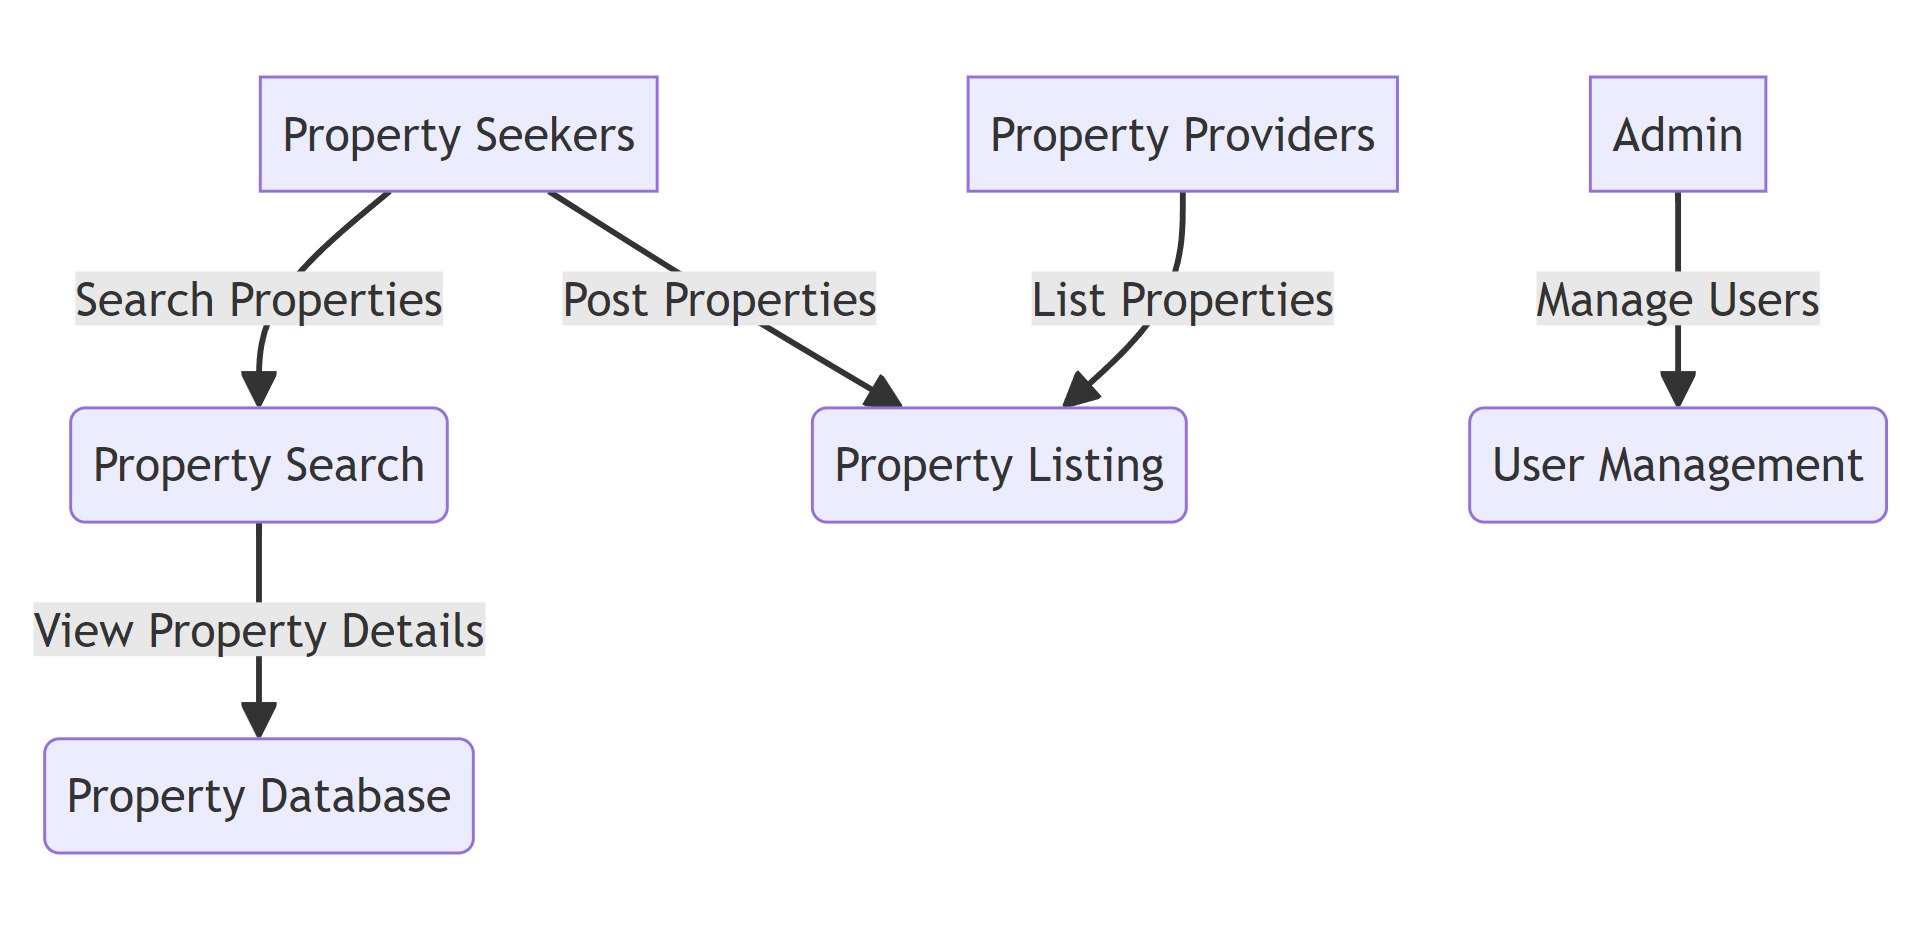 Property Seekers
Property Providers
Admin
Search Properties
Post Properties
List Properties
Manage Users
Property Search
Property Listing
User Management
View Property Details
Property Database